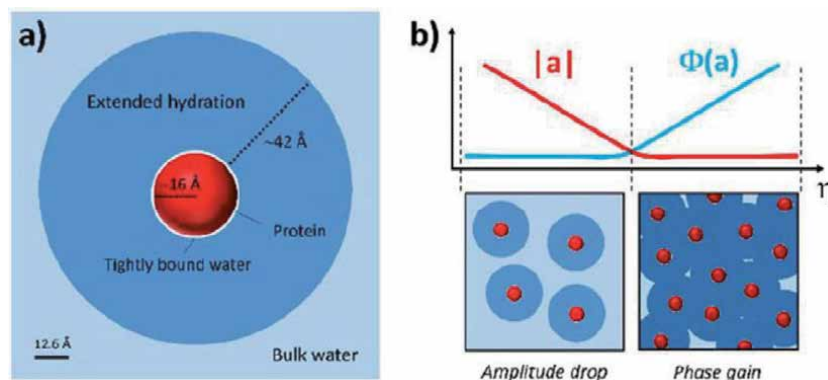 a)
Extended hydration
~42 Å
~16 Å
Protein
Tightly bound water
12.6 Å
Bulk water
b)
|a|
Φ(a)
η
Amplitude drop
Phase gain